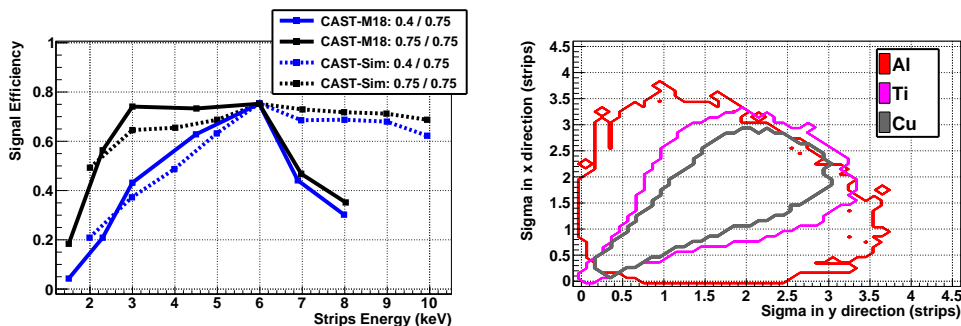 CAST-M18: 0.4 / 0.75
CAST-M18: 0.75 / 0.75
CAST-Sim: 0.4 / 0.75
CAST-Sim: 0.75 / 0.75
Signal Efficiency
1
0.8
0.6
0.4
0.2
0
2 3 4 5 6 7 8 9 10
Strips Energy (keV)
Sigma in x direction (strips)
4.5
4
3.5
3
2.5
2
1.5
1
0.5
0
Al
Ti
Cu
0 0.5 1 1.5 2 2.5 3 3.5 4 4.5
Sigma in y direction (strips)